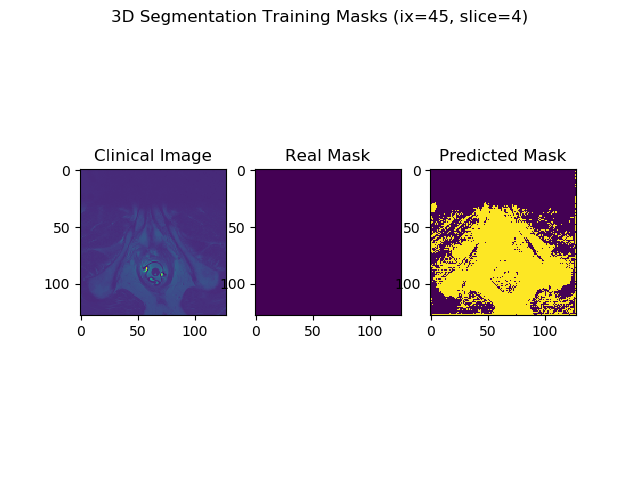 3D Segmentation Training Masks (ix=45, slice=4)
Clinical Image Real Mask Predicted Mask
0 0 0
50 50 50
100 100 100
0 50 100 0 50 100 0 50 100